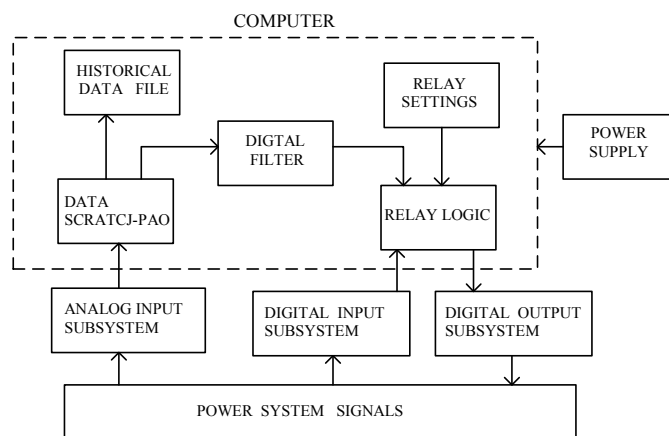 COMPUTER
HISTORICAL
DATA FILE
RELAY
SETTINGS
DIGTAL
FILTER
POWER
SUPPLY
DATA
SCRATCJ-PAO
RELAY LOGIC
ANALOG INPUT
SUBSYSTEM
DIGITAL INPUT
SUBSYSTEM
DIGITAL OUTPUT
SUBSYSTEM
POWER SYSTEM SIGNALS